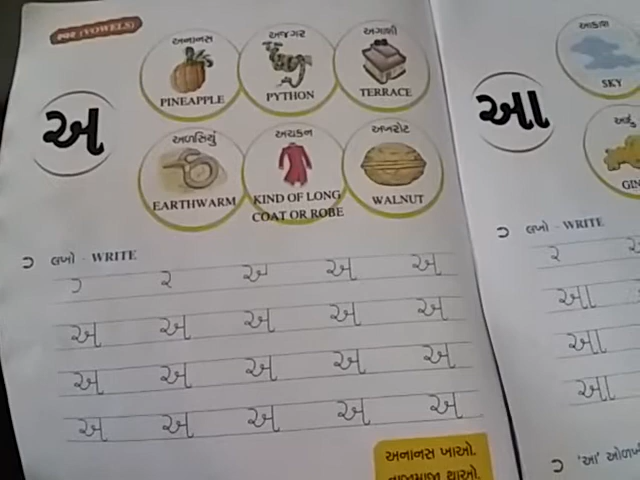 સ્વર (VOWELS)
અ
અનાનસ
PINEAPPLE
અજગર
PYTHON
અગાશી
TERRACE
અળસિયું
EARTHWARM
અચકન
KIND OF LONG
COAT OR ROBE
અખરોટ
WALNUT
લખો - WRITE
અ અ અ
અ અ અ અ અ
અ અ અ અ અ
અ અ અ અ અ
અનાનસ ખાઓ.
તાજામાજા થાઓ.
આ
આકાશ
SKY
આદુ
લખો - WRITE
આ
આ
આ
'આ'